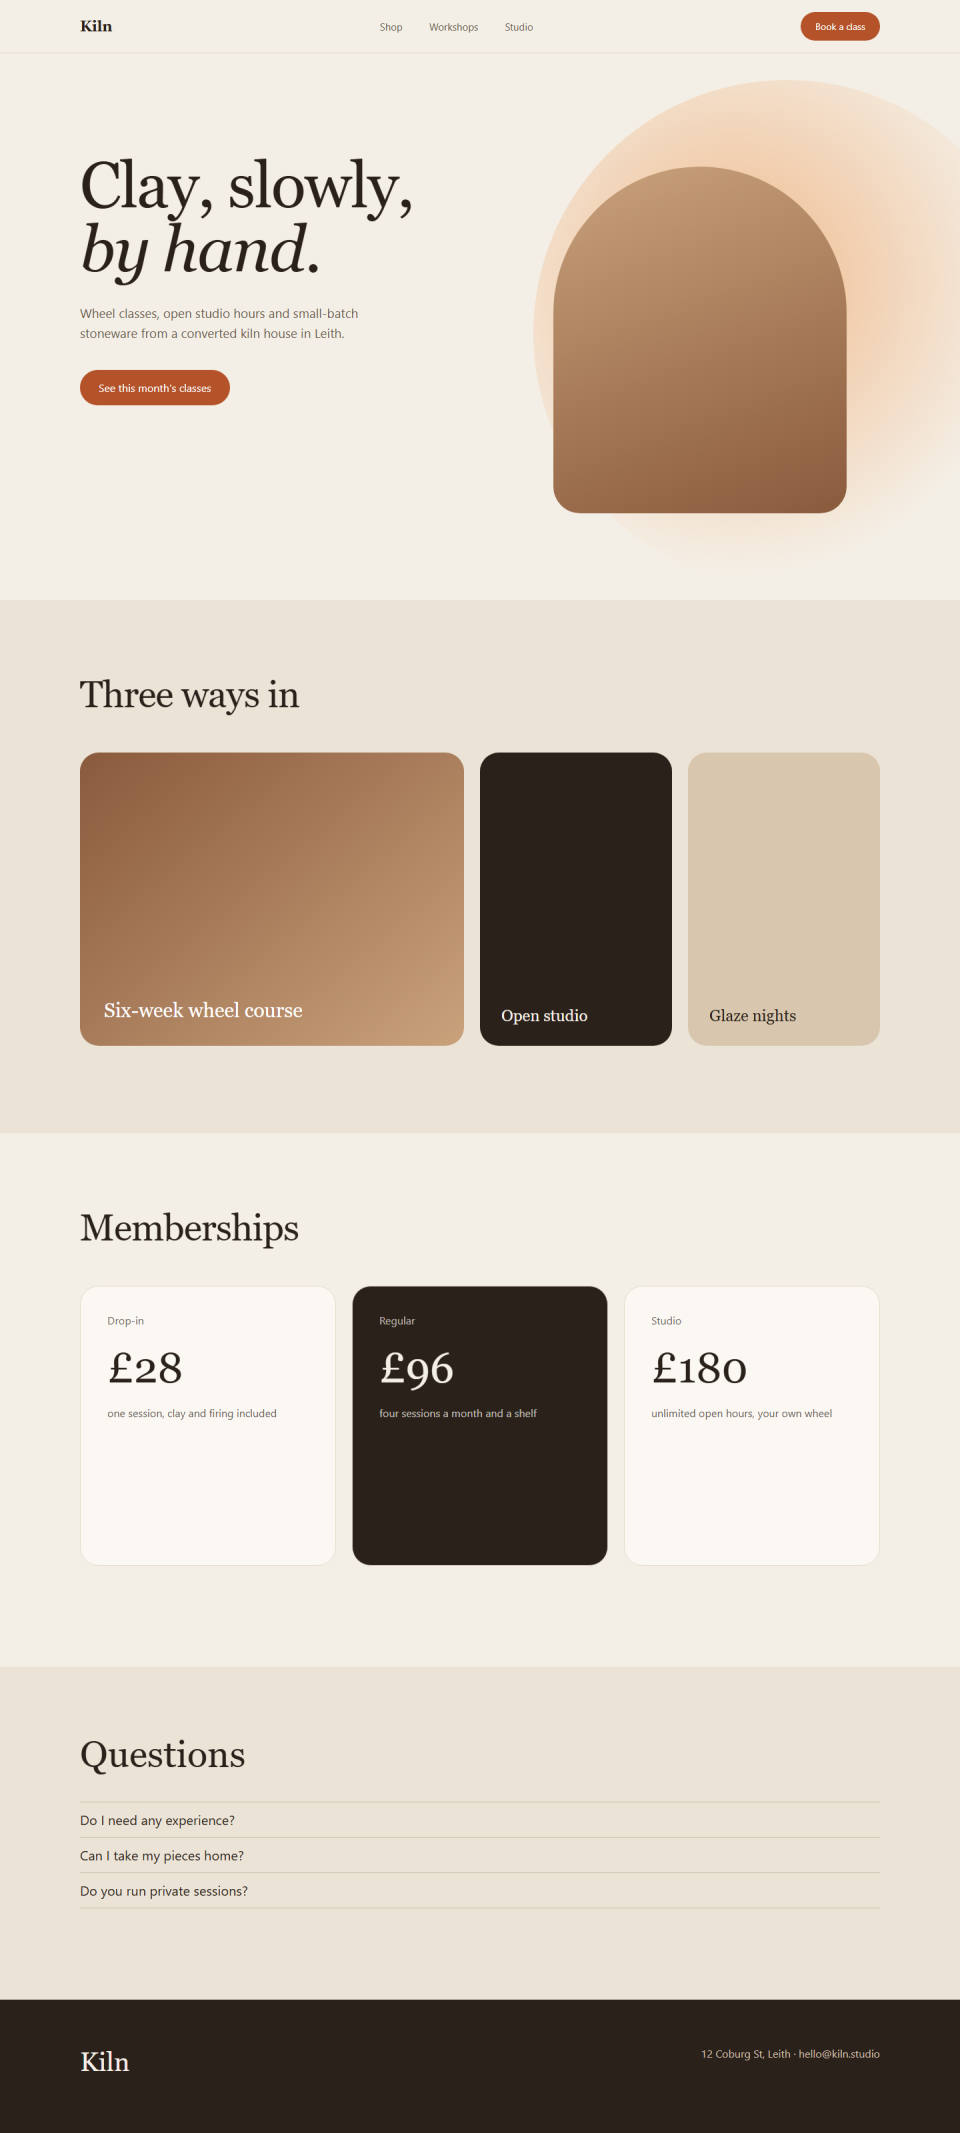 Kiln
Shop
Workshops
Studio
Book a class
Clay, slowly,
by hand.
Wheel classes, open studio hours and small-batch
stoneware from a converted kiln house in Leith.
See this month's classes
Three ways in
Six-week wheel course
Open studio
Glaze nights
Memberships
Drop-in
£28
one session, clay and firing included
Regular
£96
four sessions a month and a shelf
Studio
£180
unlimited open hours, your own wheel
Questions
Do I need any experience?
Can I take my pieces home?
Do you run private sessions?
Kiln
12 Coburg St, Leith · hello@kiln.studio